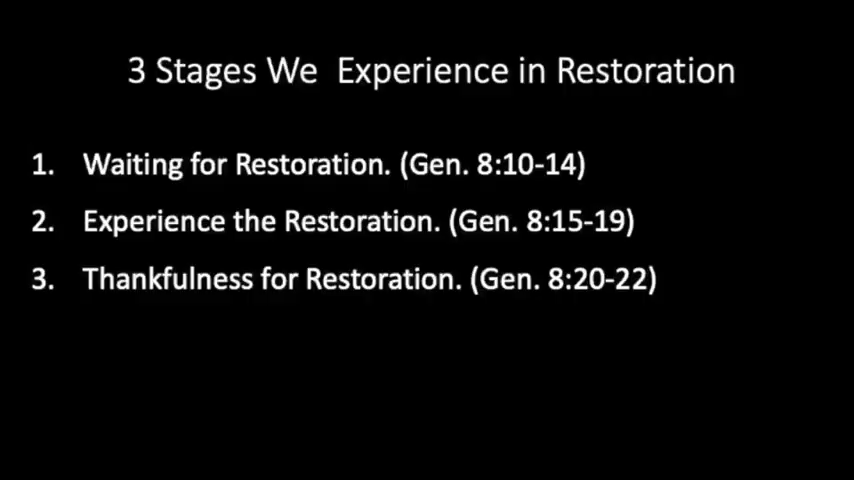 3 Stages We  Experience in Restoration
1. Waiting for Restoration. (Gen. 8:10-14)
2. Experience the Restoration. (Gen. 8:15-19)
3. Thankfulness for Restoration. (Gen. 8:20-22)